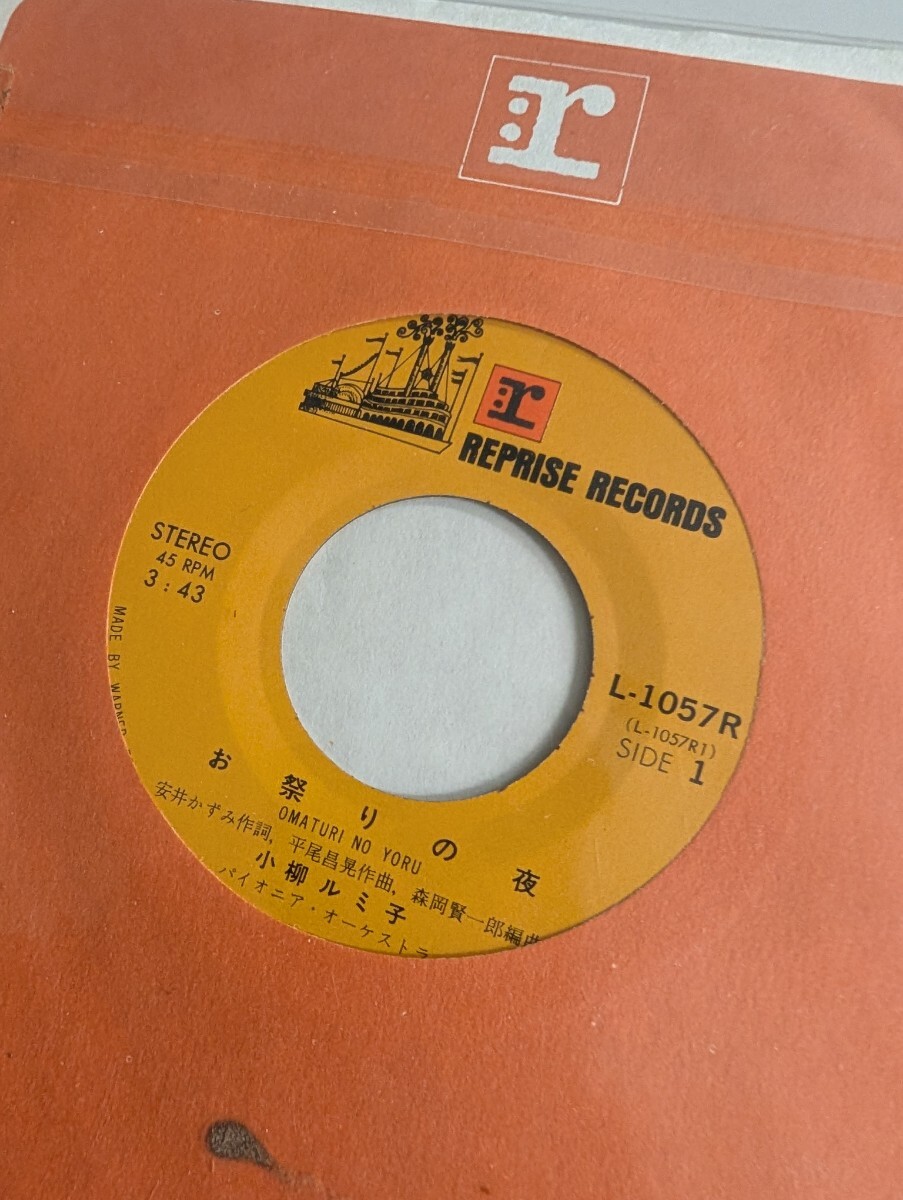 r
r
REPRISE RECORDS
STEREO
45 RPM
3:43
MADE BY WARNER
L-1057R
(L-1057R1)
SIDE 1
お祭りの夜
OMATURI NO YORU
安井かずみ作詞, 平尾昌晃作曲, 森岡賢一郎編曲
小柳ルミ子
パイオニア・オーケストラ